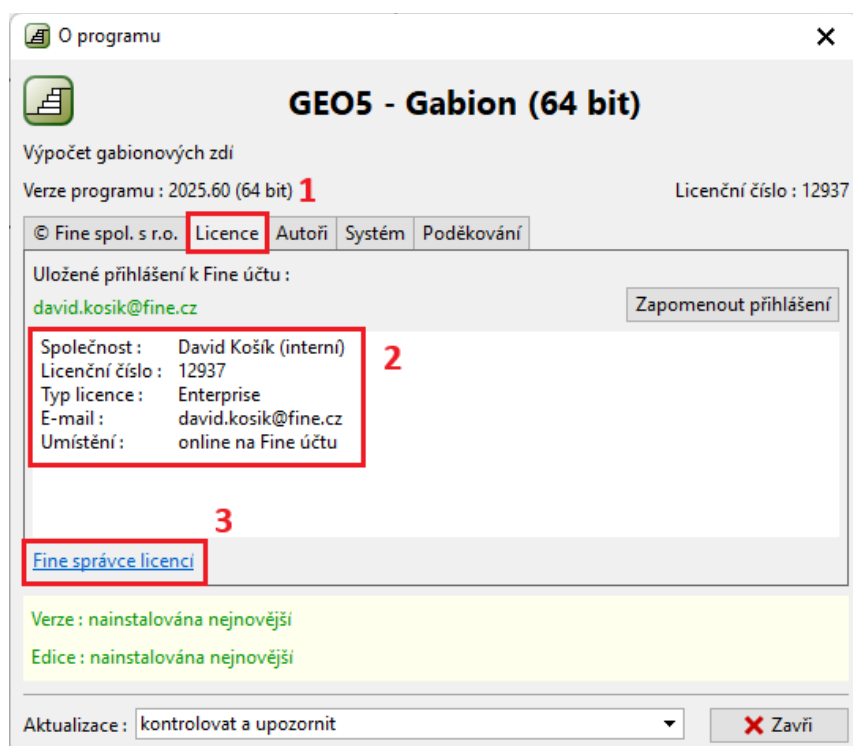 O programu
GEO5 - Gabion (64 bit)
Výpočet gabionových zdí
Verze programu : 2025.60 (64 bit) 1 Licenční číslo : 12937
© Fine spol. s r.o. Licence Autoři Systém Poděkování
Uložené přihlášení k Fine účtu :
david.kosik@fine.cz Zapomenout přihlášení
Společnost : David Košík (interní) 2
Licenční číslo : 12937
Typ licence : Enterprise
E-mail : david.kosik@fine.cz
Umístění : online na Fine účtu
3
Fine správce licencí
Verze : nainstalována nejnovější
Edice : nainstalována nejnovější
Aktualizace : kontrolovat a upozornit Zavři